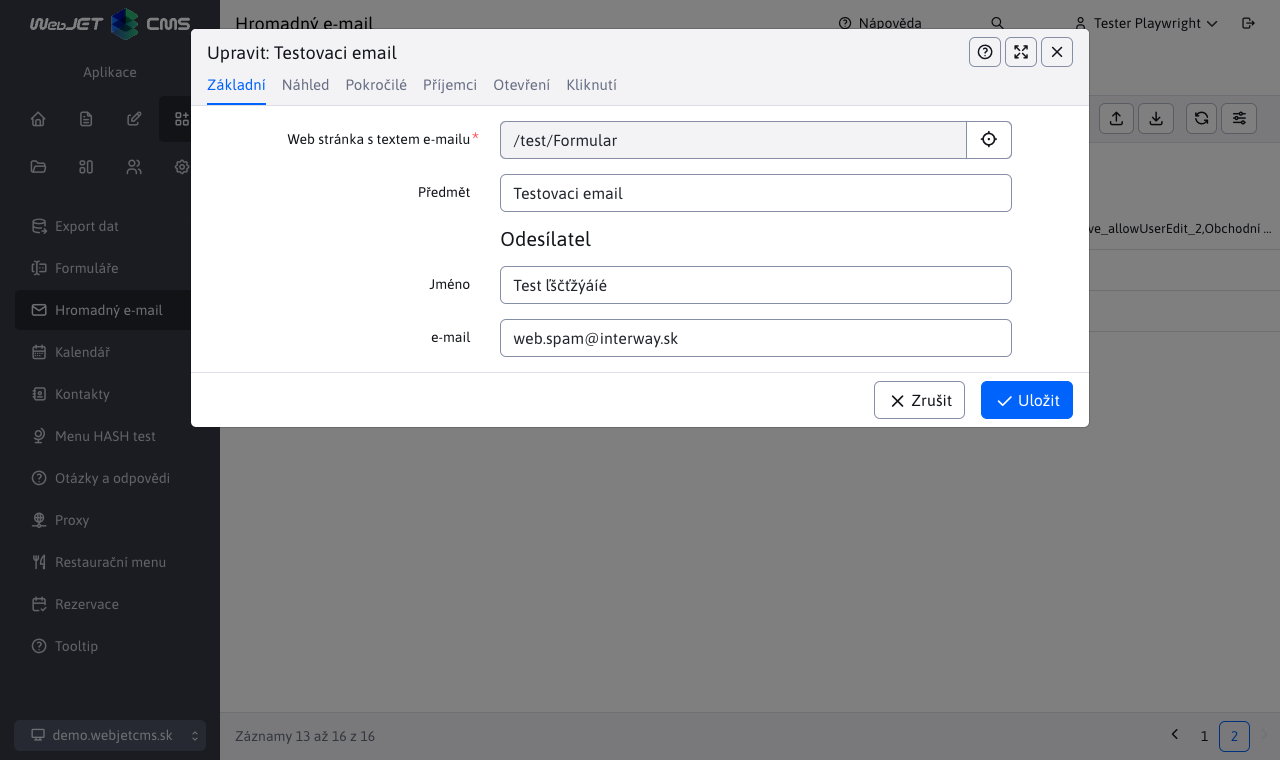 WebJET CMS
Hromadný e-mail
Nápověda
Tester Playwright
Aplikace
Export dat
Formuláře
Hromadný e-mail
Kalendář
Kontakty
Menu HASH test
Otázky a odpovědi
Proxy
Restaurační menu
Rezervace
Tooltip
demo.webjetcms.sk
Upravit: Testovaci email
Základní
Náhled
Pokročilé
Příjemci
Otevření
Kliknutí
Web stránka s textem e-mailu*
/test/Formular
Předmět
Testovaci email
Odesílatel
Jméno
Test ľščťžýáíé
e-mail
web.spam@interway.sk
Zrušit
Uložit
ve_allowUserEdit_2,Obchodní ...
Záznamy 13 až 16 z 16
1
2